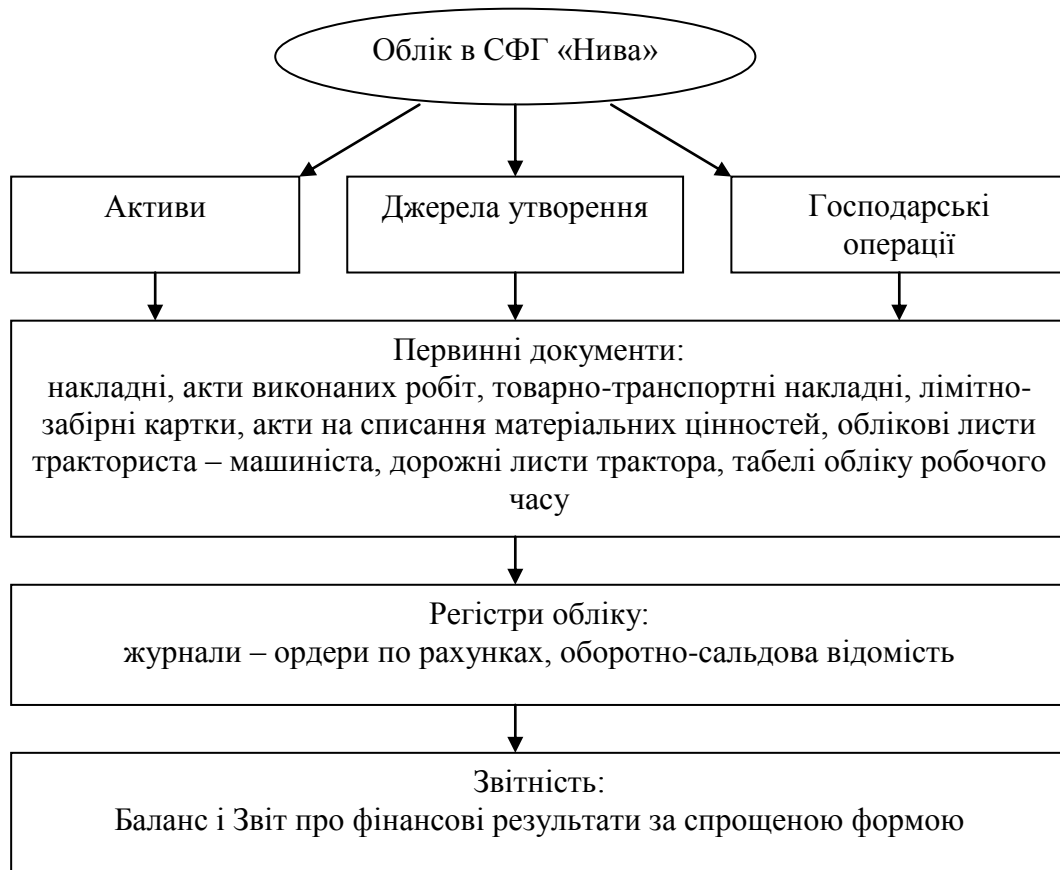 Облік в СФГ «Нива»
Активи
Джерела утворення
Господарські
операції
Первинні документи:
накладні, акти виконаних робіт, товарно-транспортні накладні, лімітно-
забірні картки, акти на списання матеріальних цінностей, облікові листи
тракториста – машиніста, дорожні листи трактора, табелі обліку робочого
часу
Регістри обліку:
журнали – ордери по рахунках, оборотно-сальдова відомість
Звітність:
Баланс і Звіт про фінансові результати за спрощеною формою